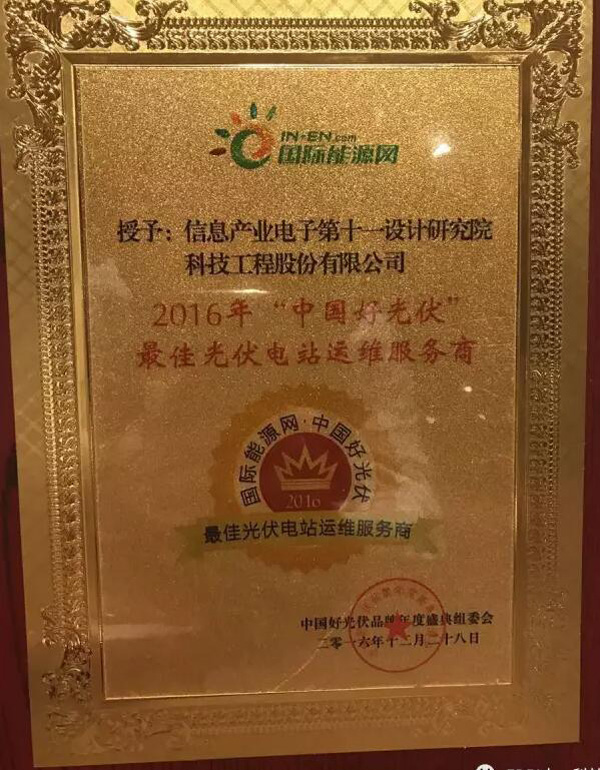 IN-EN.com
国际能源网
授予：信息产业电子第十一设计研究院
科技工程股份有限公司
2016年“中国好光伏”
最佳光伏电站运维服务商
国际能源网·中国好光伏
2016
最佳光伏电站运维服务商
中国好光伏品牌年度盛典组委会
二零一六年十二月二十八日